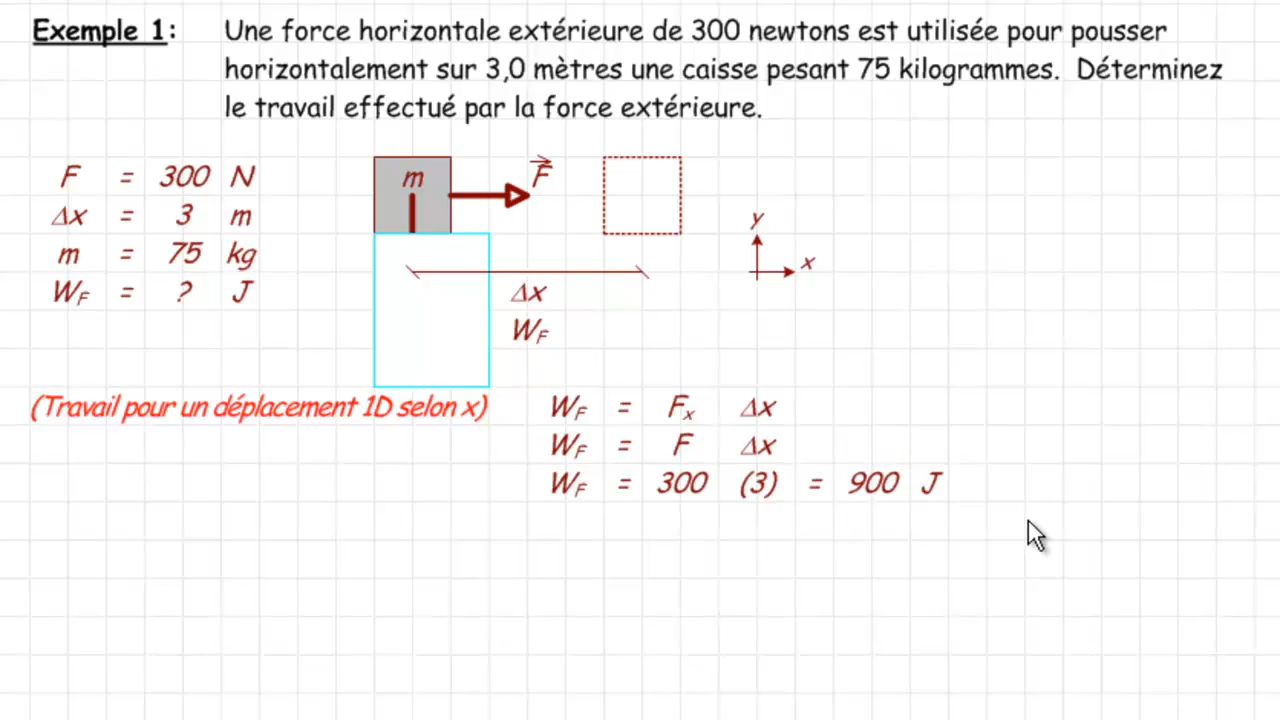 Exemple 1: Une force horizontale extérieure de 300 newtons est utilisée pour pousser
horizontalement sur 3,0 mètres une caisse pesant 75 kilogrammes. Déterminez
le travail effectué par la force extérieure.
F = 300 N
Δx = 3 m
m = 75 kg
W_F = ? J
m
F⃗
y
x
Δx
W_F
(Travail pour un déplacement 1D selon x)
W_F = F_x Δx
W_F = F Δx
W_F = 300 (3) = 900 J